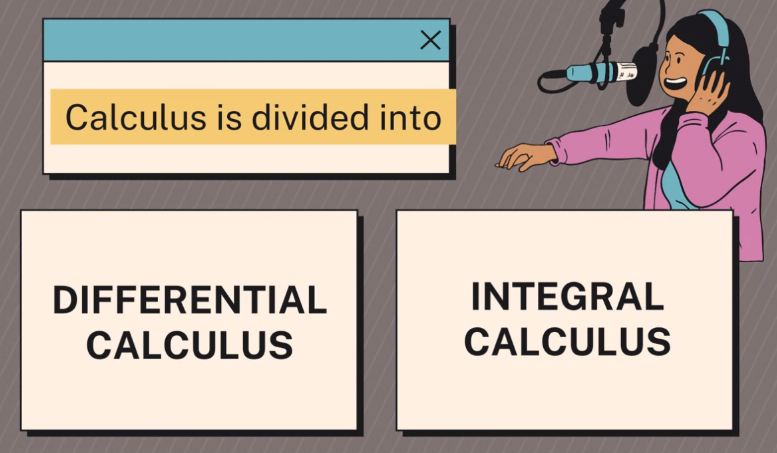 Calculus is divided into
DIFFERENTIAL
CALCULUS
INTEGRAL
CALCULUS